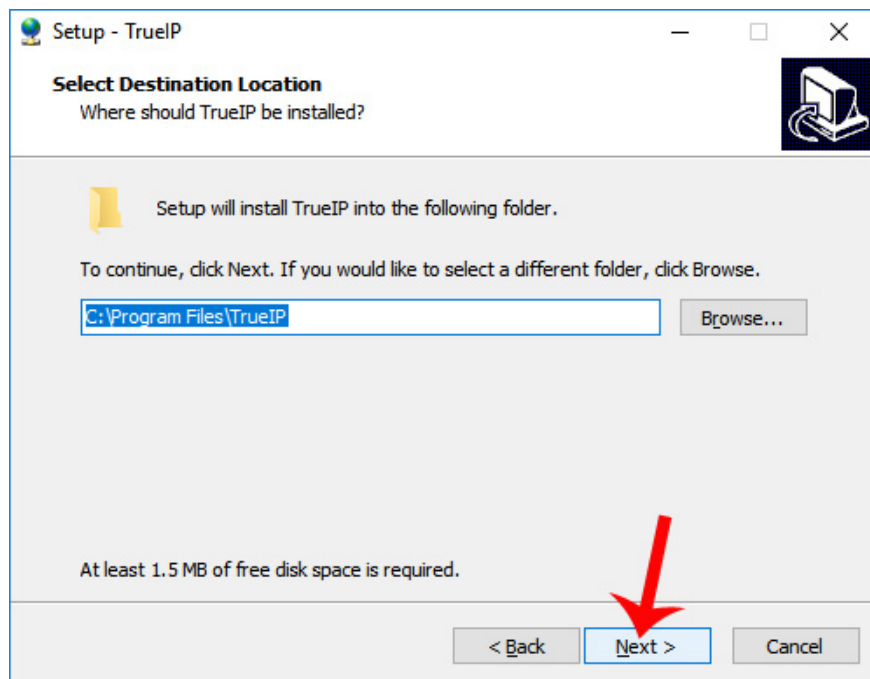 Setup - TrueIP
Select Destination Location
Where should TrueIP be installed?
Setup will install TrueIP into the following folder.
To continue, click Next. If you would like to select a different folder, click Browse.
C:\Program Files\TrueIP
Browse...
At least 1.5 MB of free disk space is required.
< Back
Next >
Cancel